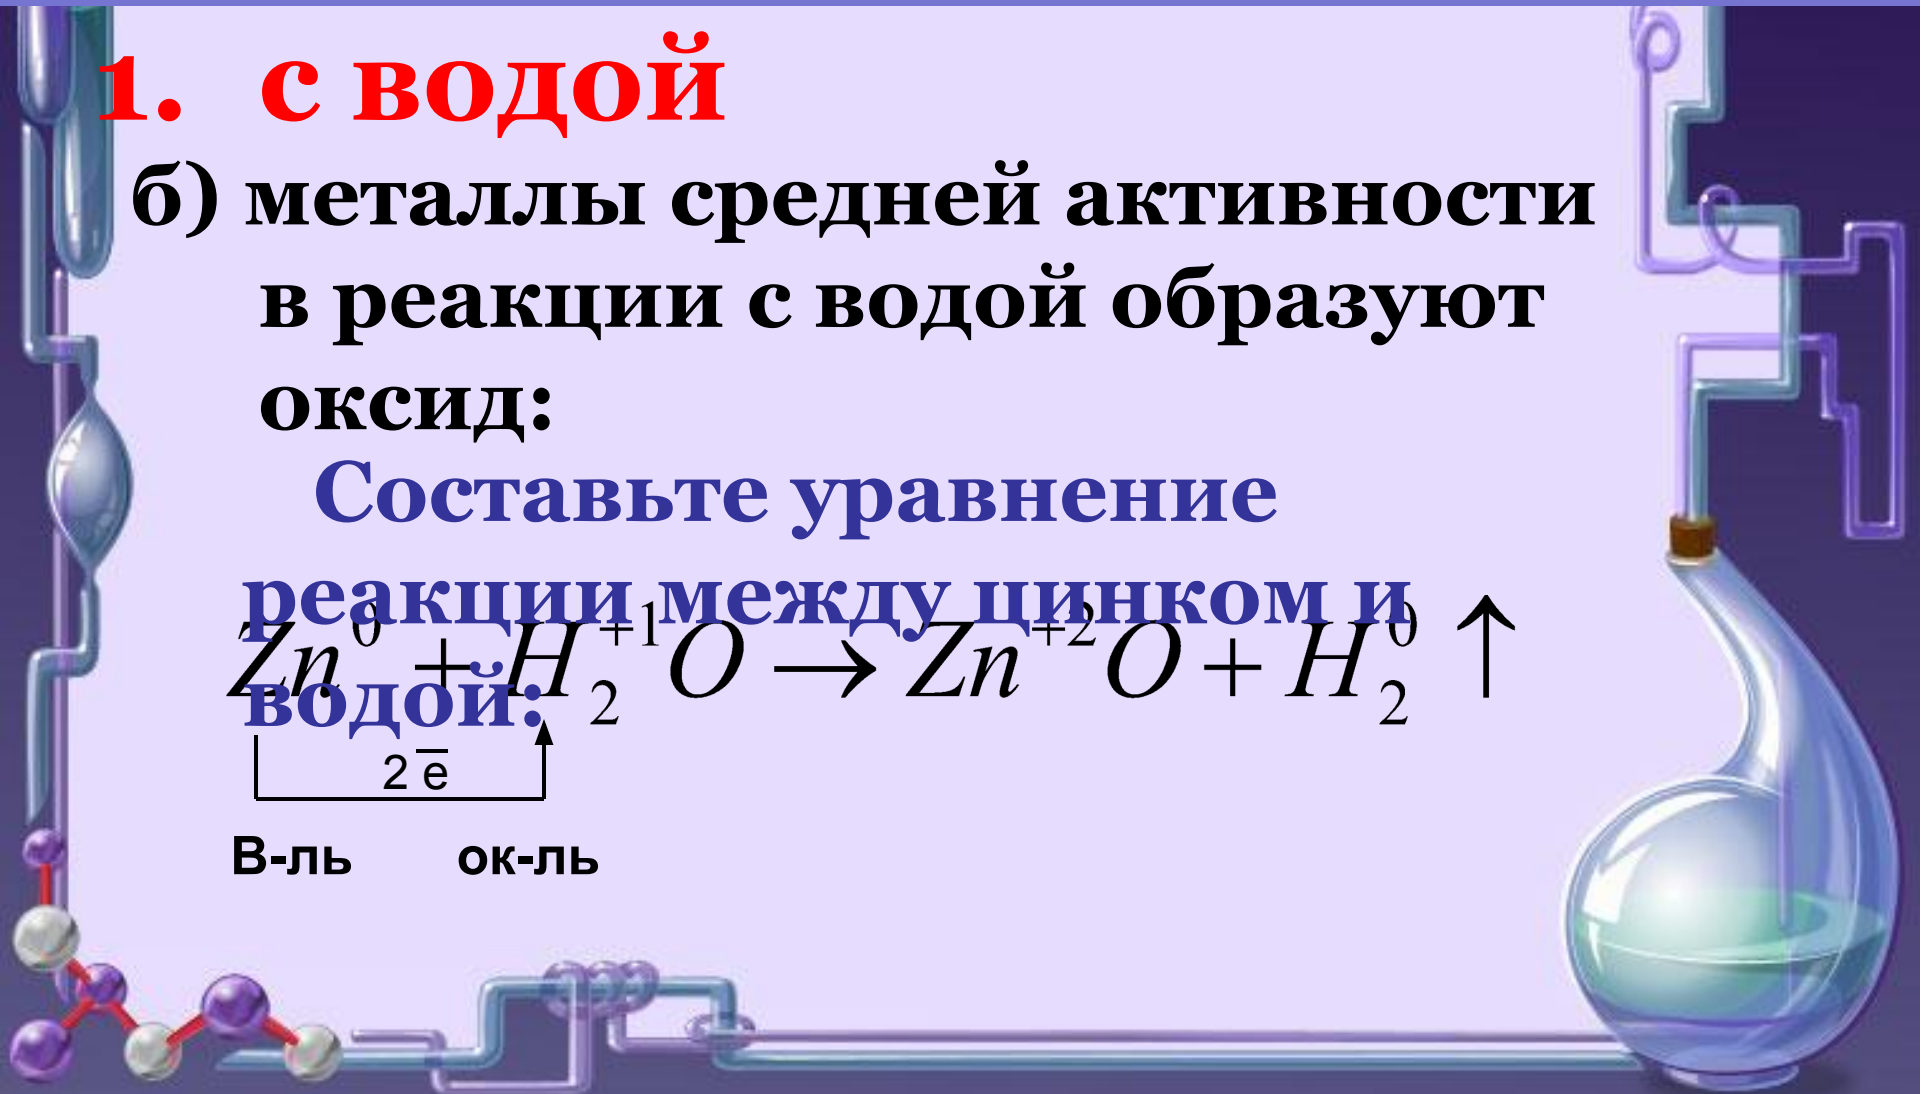 1. с водой
б) металлы средней активности
в реакции с водой образуют
оксид:
Составьте уравнение
реакции между цинком и
водой:
Zn⁰ + H₂⁺¹O → Zn⁺²O + H₂⁰ ↑
2 e̅
В-ль ок-ль